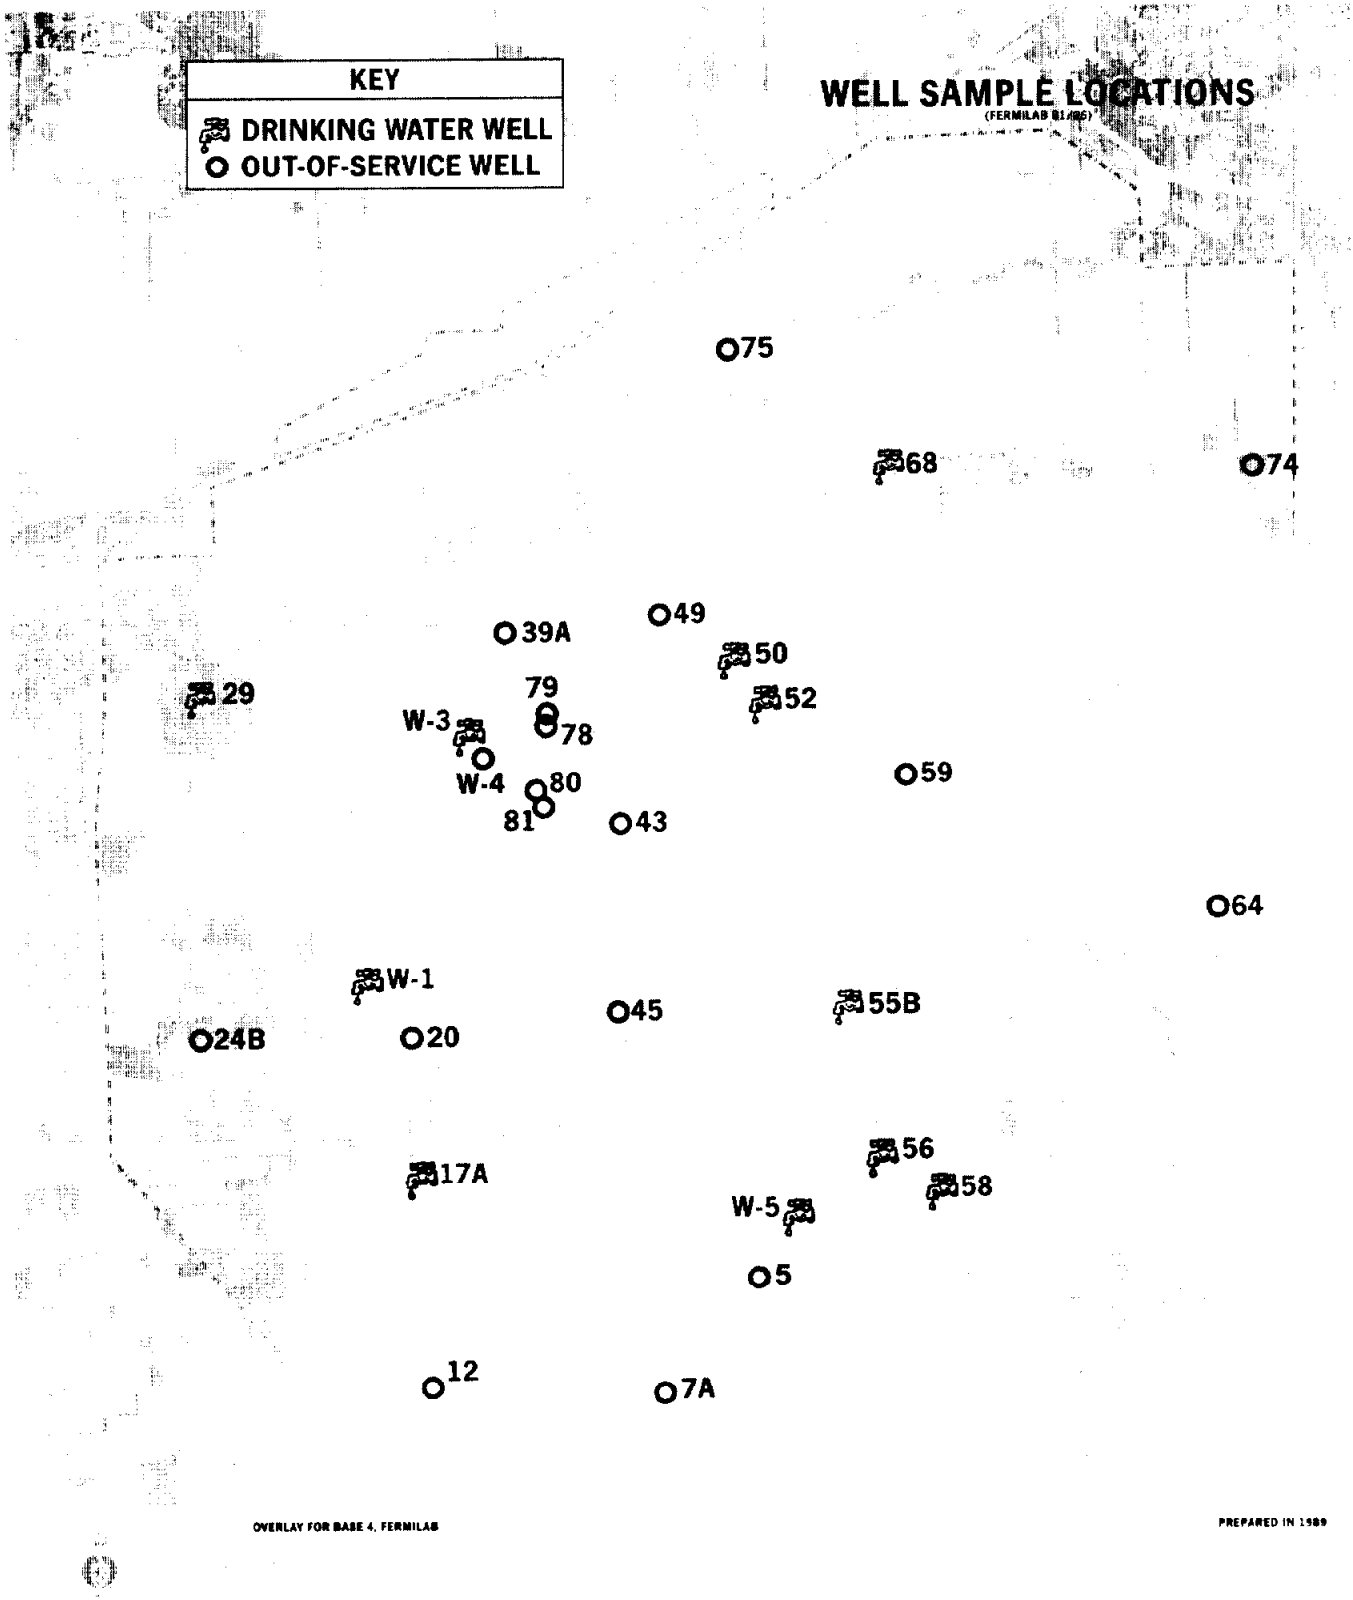 KEY
DRINKING WATER WELL
OUT-OF-SERVICE WELL
WELL SAMPLE LOCATIONS
75
68
74
49
39A
50
79
29
52
W-3
78
59
W-4
80
81
43
64
W-1
55B
45
24B
20
56
17A
58
W-5
5
12
7A
OVERLAY FOR BASE 4, FERMILAB
PREPARED IN 1989